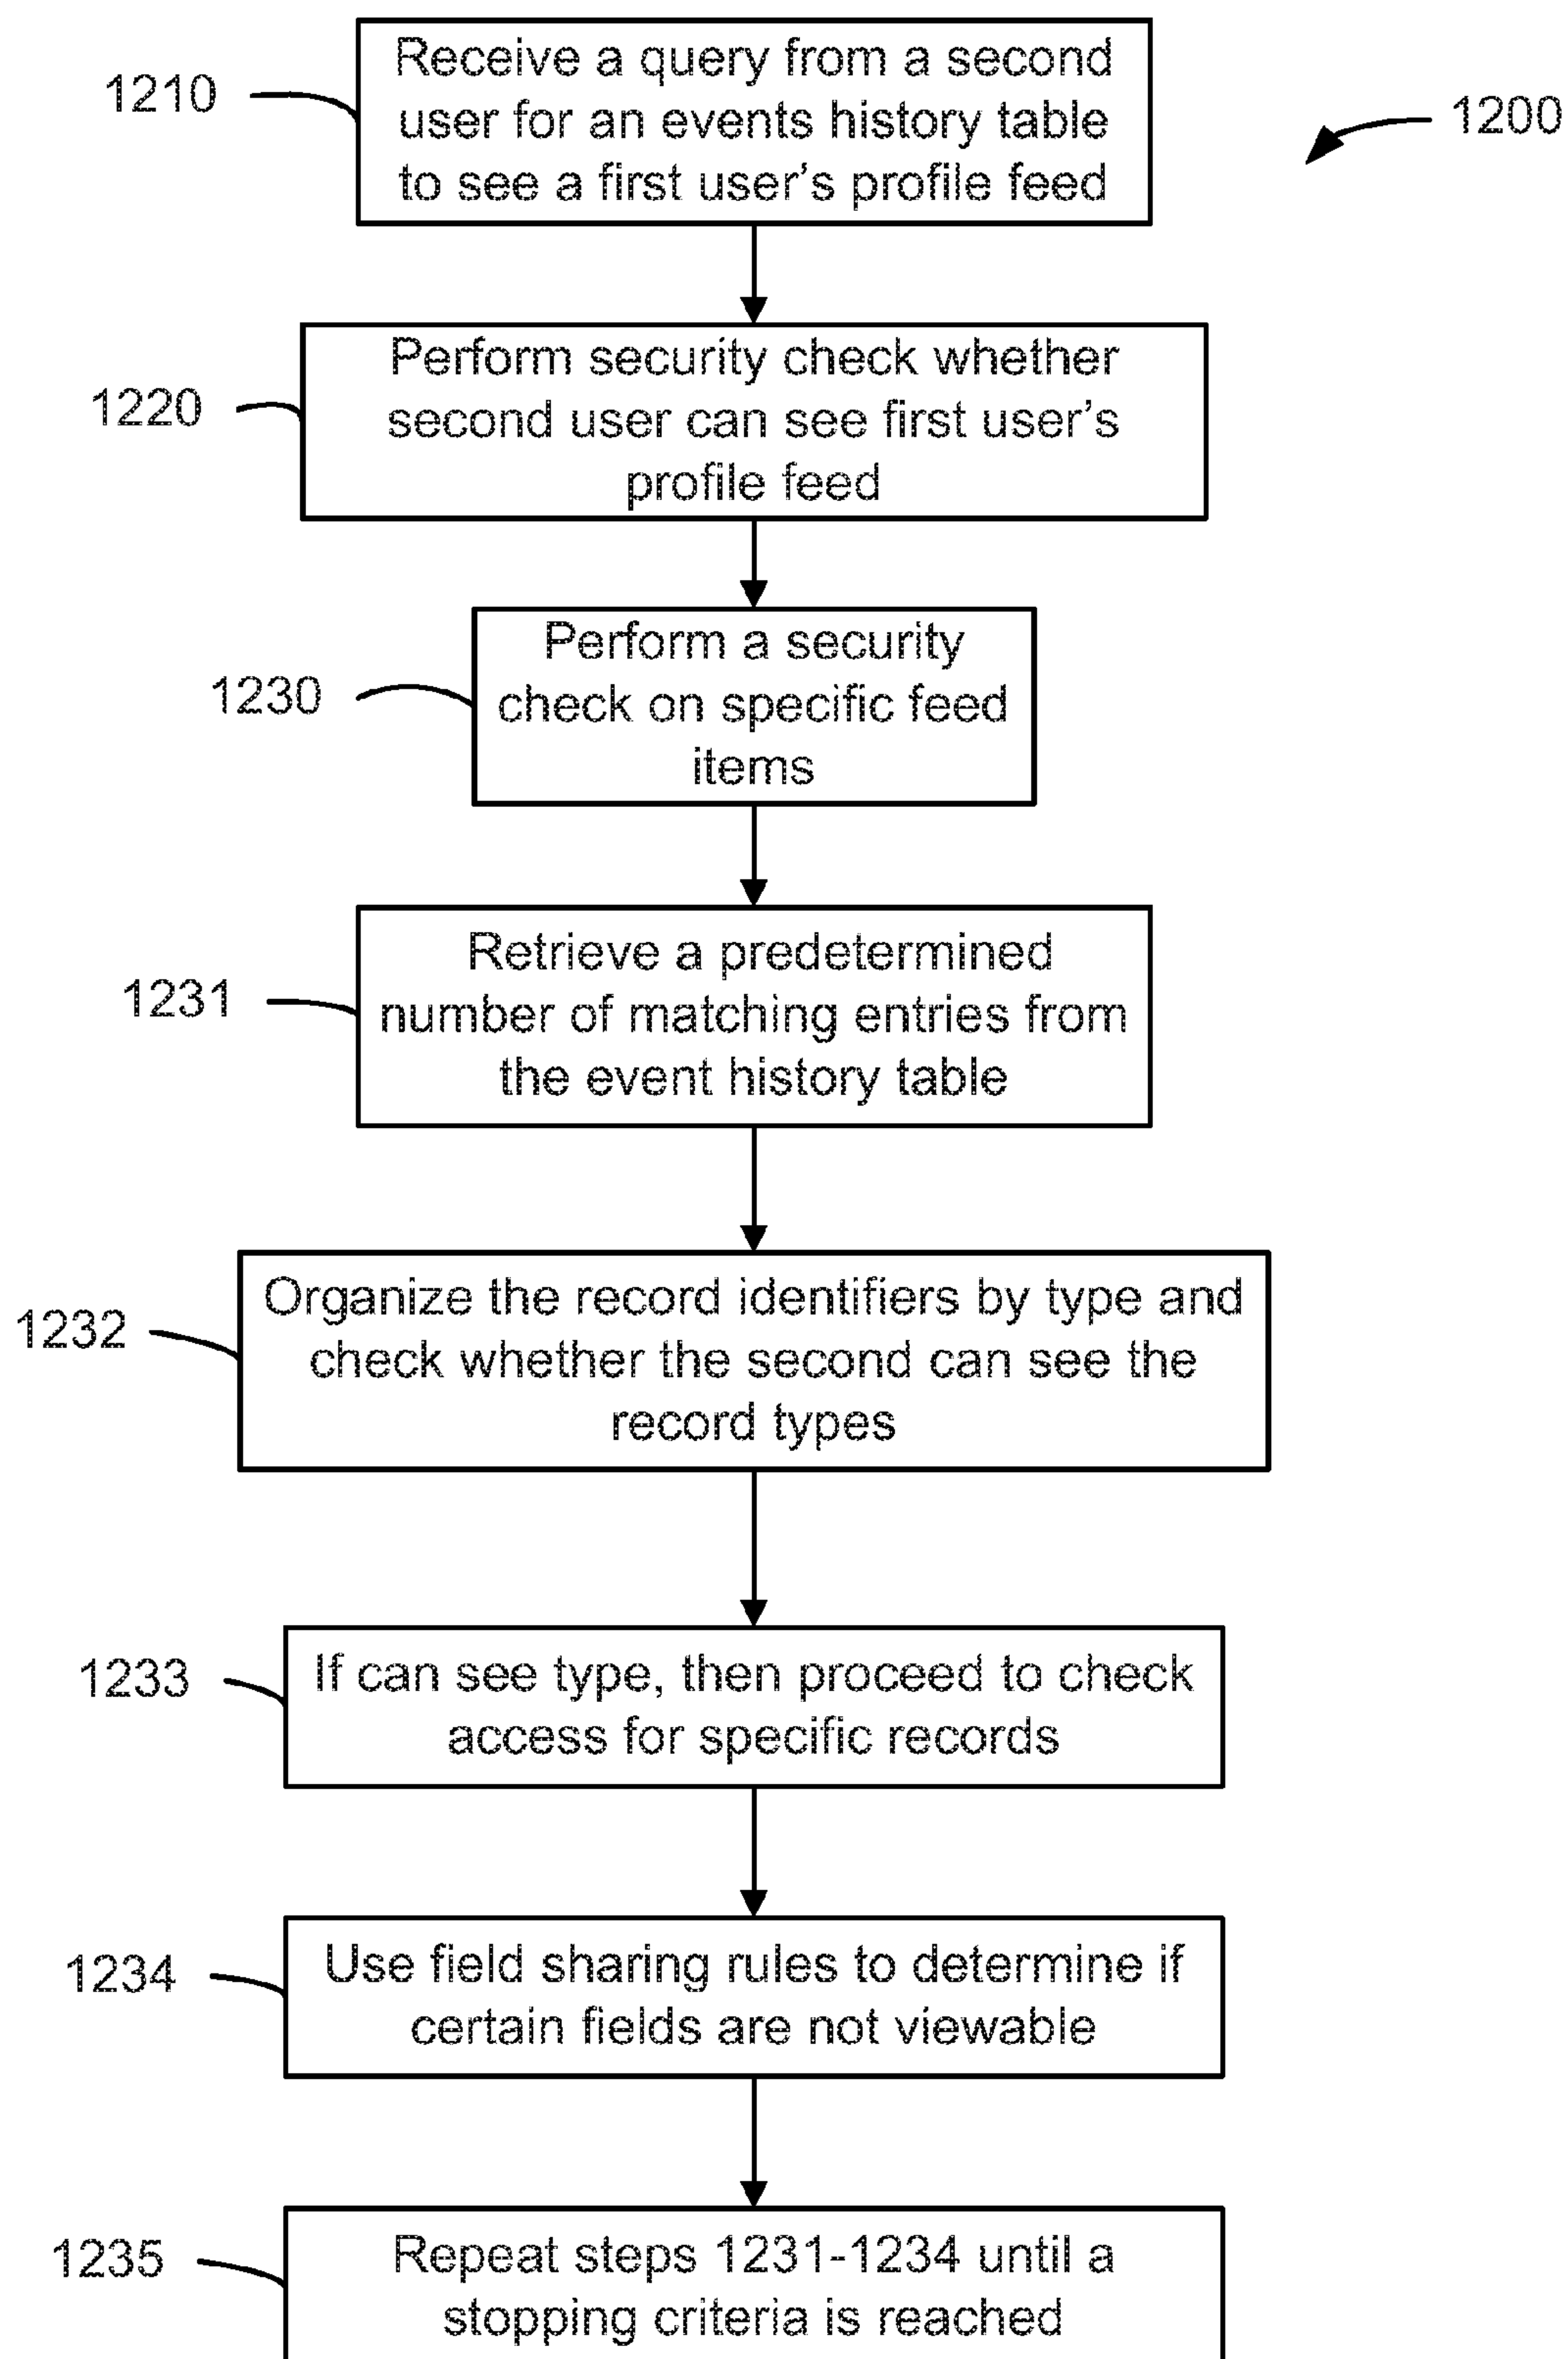 1210
Receive a query from a second
user for an events history table
to see a first user's profile feed
1200
1220
Perform security check whether
second user can see first user's
profile feed
1230
Perform a security
check on specific feed
items
1231
Retrieve a predetermined
number of matching entries from
the event history table
1232
Organize the record identifiers by type and
check whether the second can see the
record types
1233
If can see type, then proceed to check
access for specific records
1234
Use field sharing rules to determine if
certain fields are not viewable
1235
Repeat steps 1231-1234 until a
stopping criteria is reached